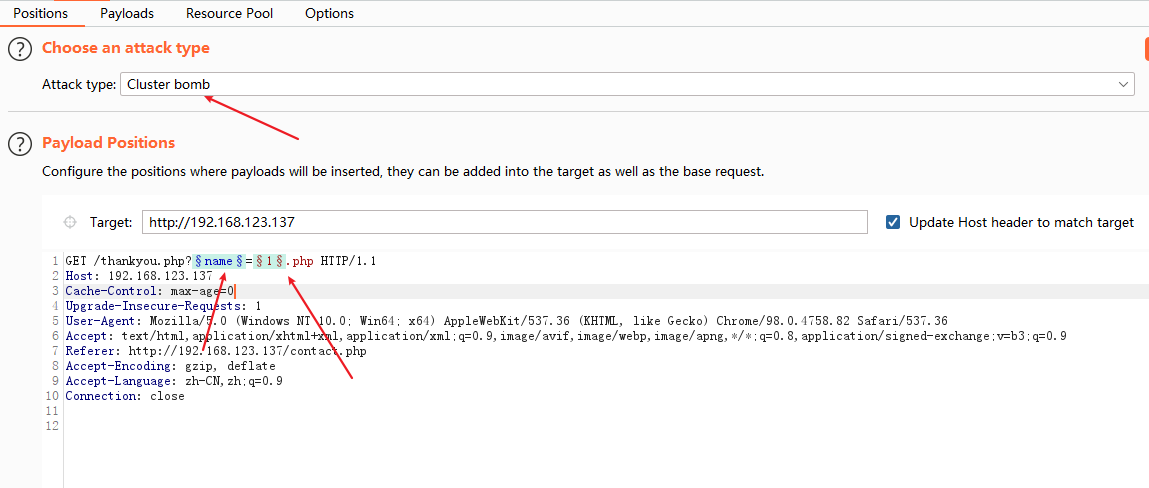 Positions Payloads Resource Pool Options
? Choose an attack type
Attack type: Cluster bomb
? Payload Positions
Configure the positions where payloads will be inserted, they can be added into the target as well as the base request.
Target: http://192.168.123.137 Update Host header to match target
1 GET /thankyou.php?§name§=§1§.php HTTP/1.1
2 Host: 192.168.123.137
3 Cache-Control: max-age=0
4 Upgrade-Insecure-Requests: 1
5 User-Agent: Mozilla/5.0 (Windows NT 10.0; Win64; x64) AppleWebKit/537.36 (KHTML, like Gecko) Chrome/98.0.4758.82 Safari/537.36
6 Accept: text/html,application/xhtml+xml,application/xml;q=0.9,image/avif,image/webp,image/apng,*/*;q=0.8,application/signed-exchange;v=b3;q=0.9
7 Referer: http://192.168.123.137/contact.php
8 Accept-Encoding: gzip, deflate
9 Accept-Language: zh-CN,zh;q=0.9
10 Connection: close
11
12